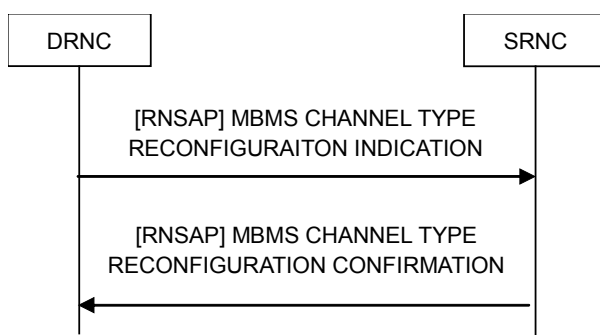 DRNC
SRNC
[RNSAP] MBMS CHANNEL TYPE
RECONFIGURAITON INDICATION
[RNSAP] MBMS CHANNEL TYPE
RECONFIGURATION CONFIRMATION